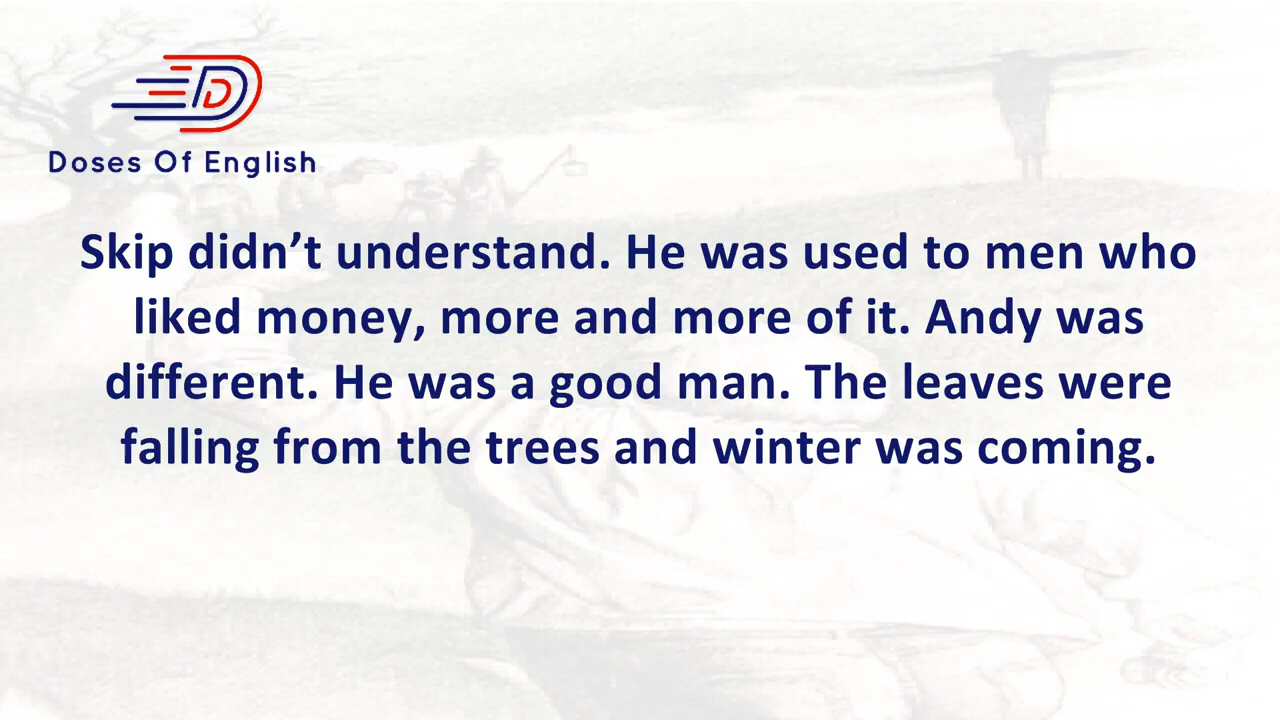 Doses Of English
Skip didn’t understand. He was used to men who
liked money, more and more of it. Andy was
different. He was a good man. The leaves were
falling from the trees and winter was coming.